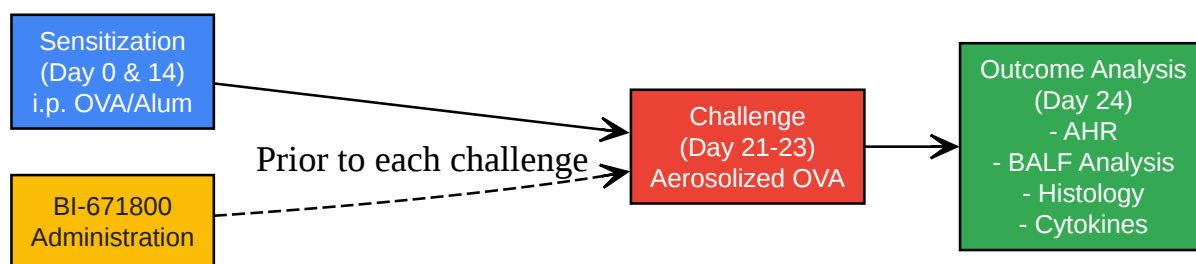 Sensitization
(Day 0 & 14)
i.p. OVA/Alum
Prior to each challenge
BI-671800
Administration
Challenge
(Day 21-23)
Aerosolized OVA
Outcome Analysis
(Day 24)
- AHR
- BALF Analysis
- Histology
- Cytokines